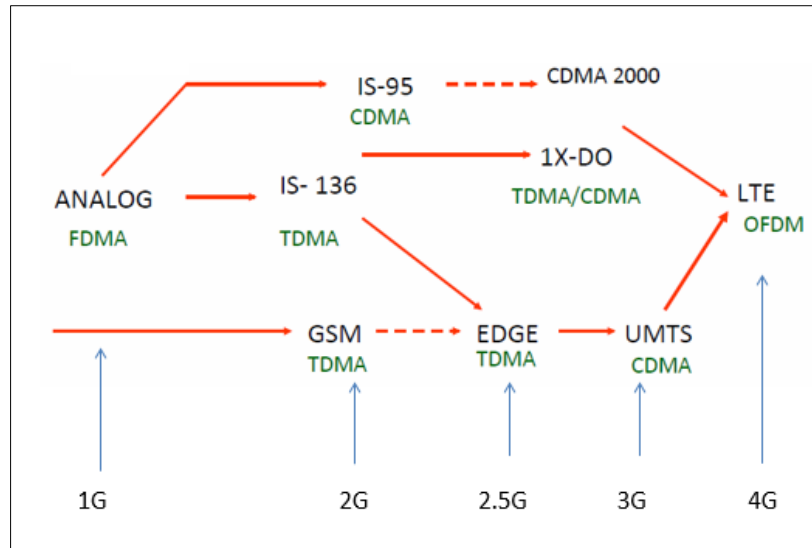 IS-95
CDMA
CDMA 2000
1X-DO
TDMA/CDMA
ANALOG
FDMA
IS- 136
TDMA
LTE
OFDM
GSM
TDMA
EDGE
TDMA
UMTS
CDMA
1G
2G
2.5G
3G
4G